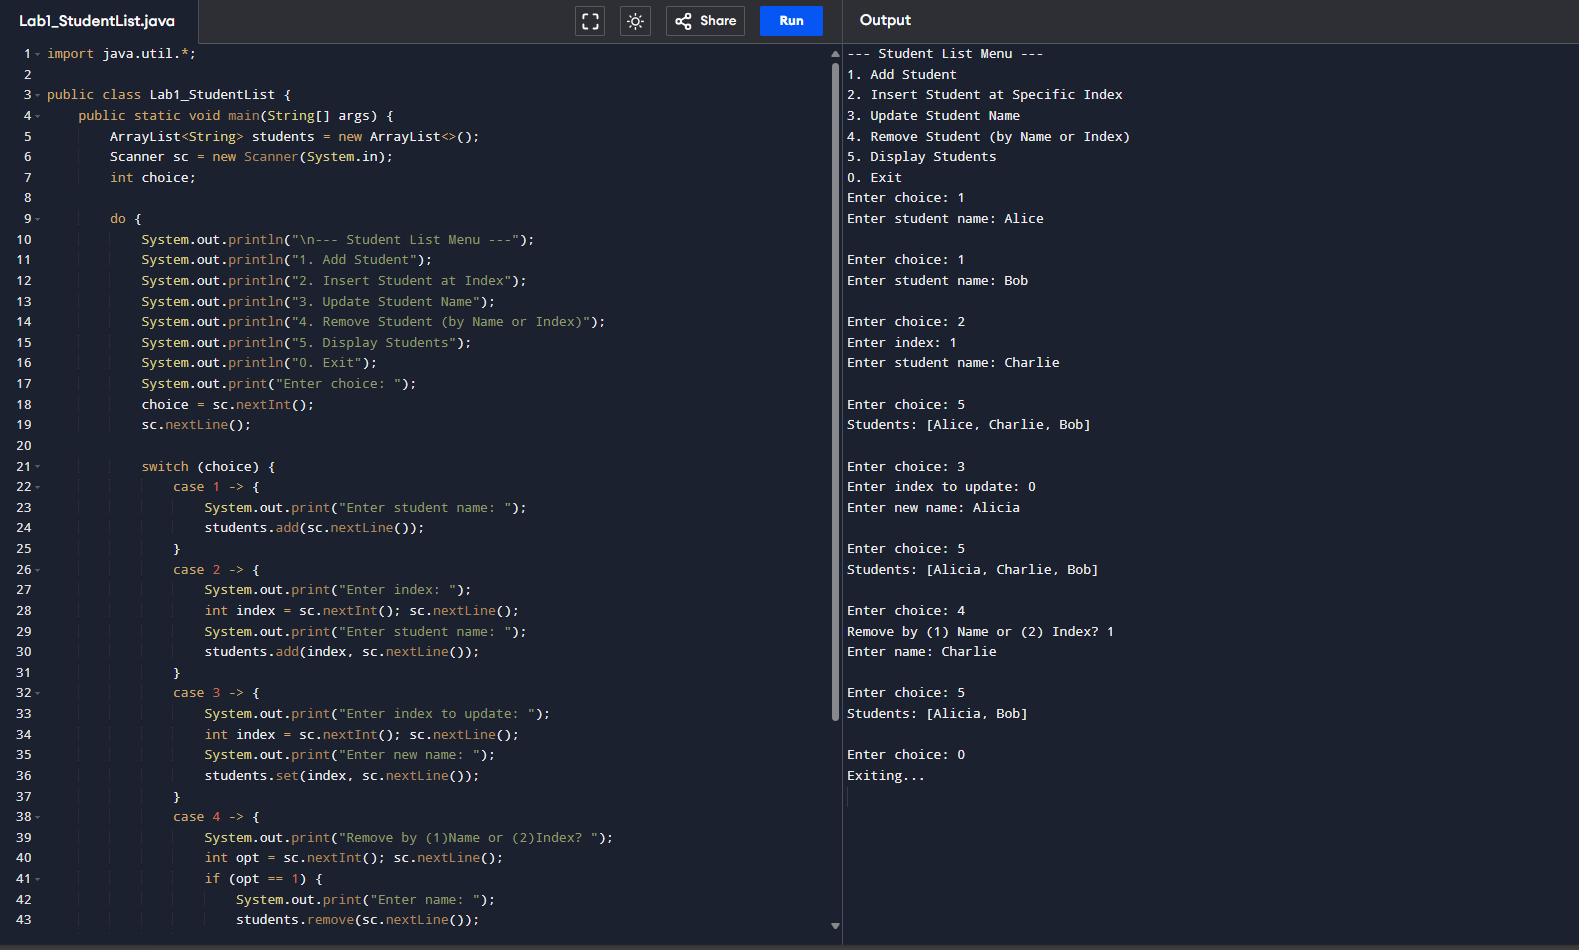 Lab1_StudentList.java
Share
Run
Output
1 import java.util.*;
2
3 public class Lab1_StudentList {
4     public static void main(String[] args) {
5         ArrayList<String> students = new ArrayList<>();
6         Scanner sc = new Scanner(System.in);
7         int choice;
8
9         do {
10             System.out.println("\n--- Student List Menu ---");
11             System.out.println("1. Add Student");
12             System.out.println("2. Insert Student at Index");
13             System.out.println("3. Update Student Name");
14             System.out.println("4. Remove Student (by Name or Index)");
15             System.out.println("5. Display Students");
16             System.out.println("0. Exit");
17             System.out.print("Enter choice: ");
18             choice = sc.nextInt();
19             sc.nextLine();
20
21             switch (choice) {
22                 case 1 -> {
23                     System.out.print("Enter student name: ");
24                     students.add(sc.nextLine());
25                 }
26                 case 2 -> {
27                     System.out.print("Enter index: ");
28                     int index = sc.nextInt(); sc.nextLine();
29                     System.out.print("Enter student name: ");
30                     students.add(index, sc.nextLine());
31                 }
32                 case 3 -> {
33                     System.out.print("Enter index to update: ");
34                     int index = sc.nextInt(); sc.nextLine();
35                     System.out.print("Enter new name: ");
36                     students.set(index, sc.nextLine());
37                 }
38                 case 4 -> {
39                     System.out.print("Remove by (1)Name or (2)Index? ");
40                     int opt = sc.nextInt(); sc.nextLine();
41                     if (opt == 1) {
42                         System.out.print("Enter name: ");
43                         students.remove(sc.nextLine());
--- Student List Menu ---
1. Add Student
2. Insert Student at Specific Index
3. Update Student Name
4. Remove Student (by Name or Index)
5. Display Students
0. Exit
Enter choice: 1
Enter student name: Alice

Enter choice: 1
Enter student name: Bob

Enter choice: 2
Enter index: 1
Enter student name: Charlie

Enter choice: 5
Students: [Alice, Charlie, Bob]

Enter choice: 3
Enter index to update: 0
Enter new name: Alicia

Enter choice: 5
Students: [Alicia, Charlie, Bob]

Enter choice: 4
Remove by (1) Name or (2) Index? 1
Enter name: Charlie

Enter choice: 5
Students: [Alicia, Bob]

Enter choice: 0
Exiting...